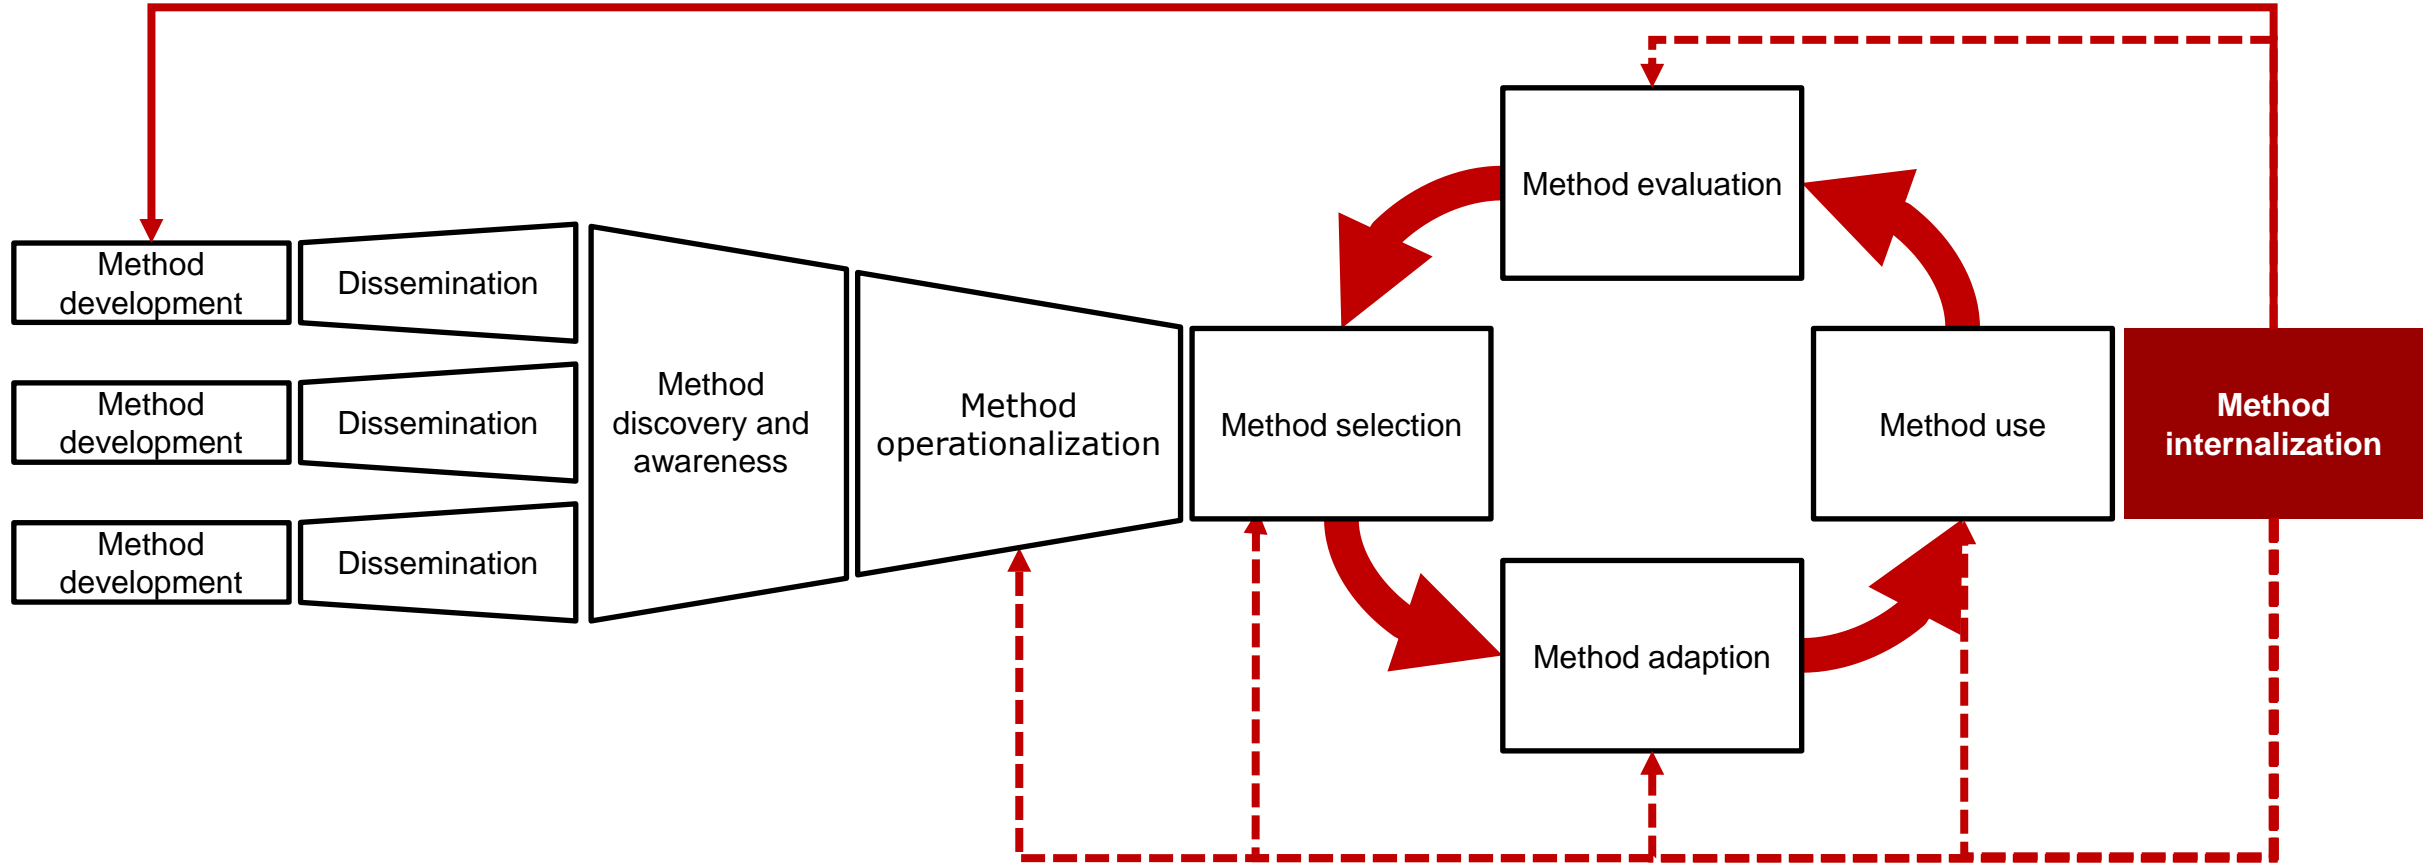 Method
development
Dissemination
Method
development
Dissemination
Method
development
Dissemination
Method
discovery and
awareness
Method
operationalization
Method selection
Method evaluation
Method adaption
Method use
Method
internalization